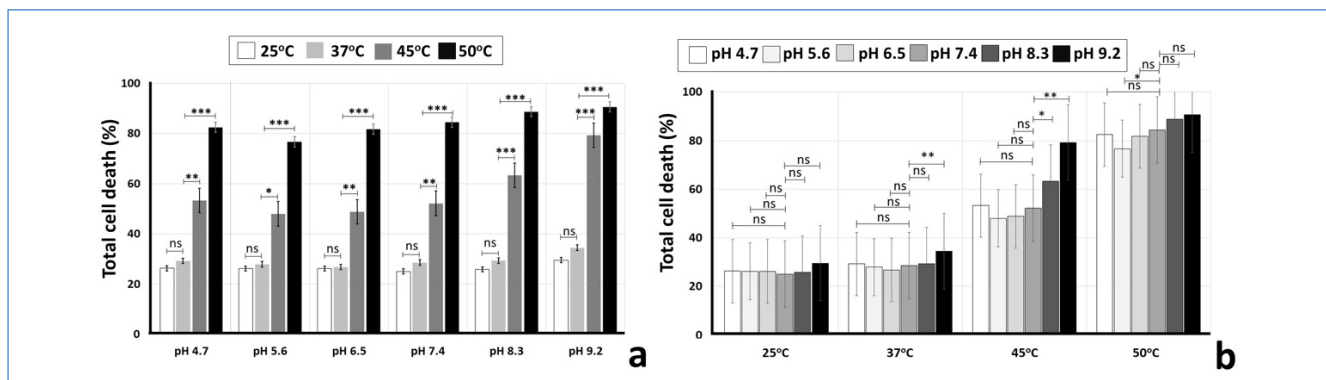 25ºC 37ºC 45ºC 50ºC
Total cell death (%)
100
80
60
40
20
0
ns ** ***
ns * ***
ns ** ***
ns ** ***
ns *** ***
ns *** ***
pH 4.7 pH 5.6 pH 6.5 pH 7.4 pH 8.3 pH 9.2
a
pH 4.7 pH 5.6 pH 6.5 pH 7.4 pH 8.3 pH 9.2
Total cell death (%)
100
80
60
40
20
0
ns ns ns ns ns
ns ns ns ns **
ns ns ns * **
ns * ns ns ns
25ºC 37ºC 45ºC 50ºC
b